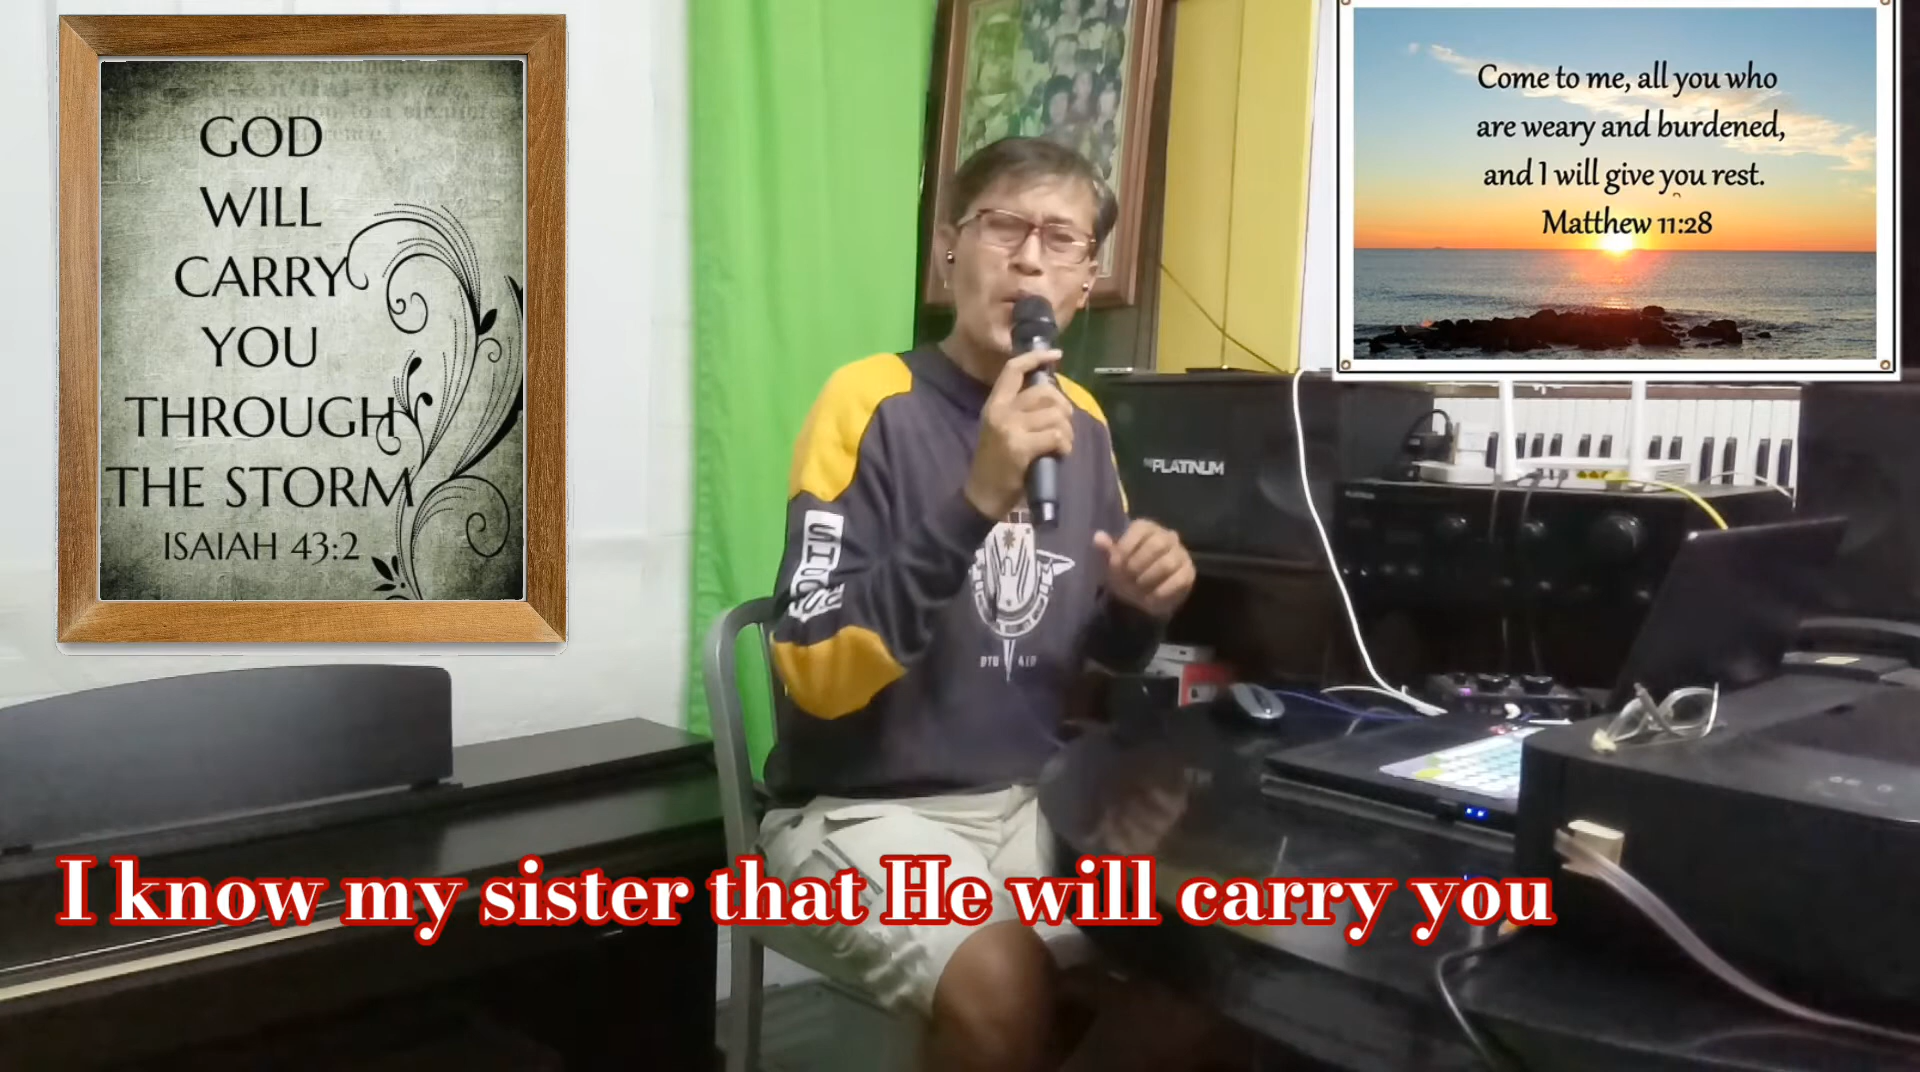 GOD
WILL
CARRY
YOU
THROUGH
THE STORM
ISAIAH 43:2
Come to me, all you who
are weary and burdened,
and I will give you rest.
Matthew 11:28
PLATINUM
I know my sister that He will carry you